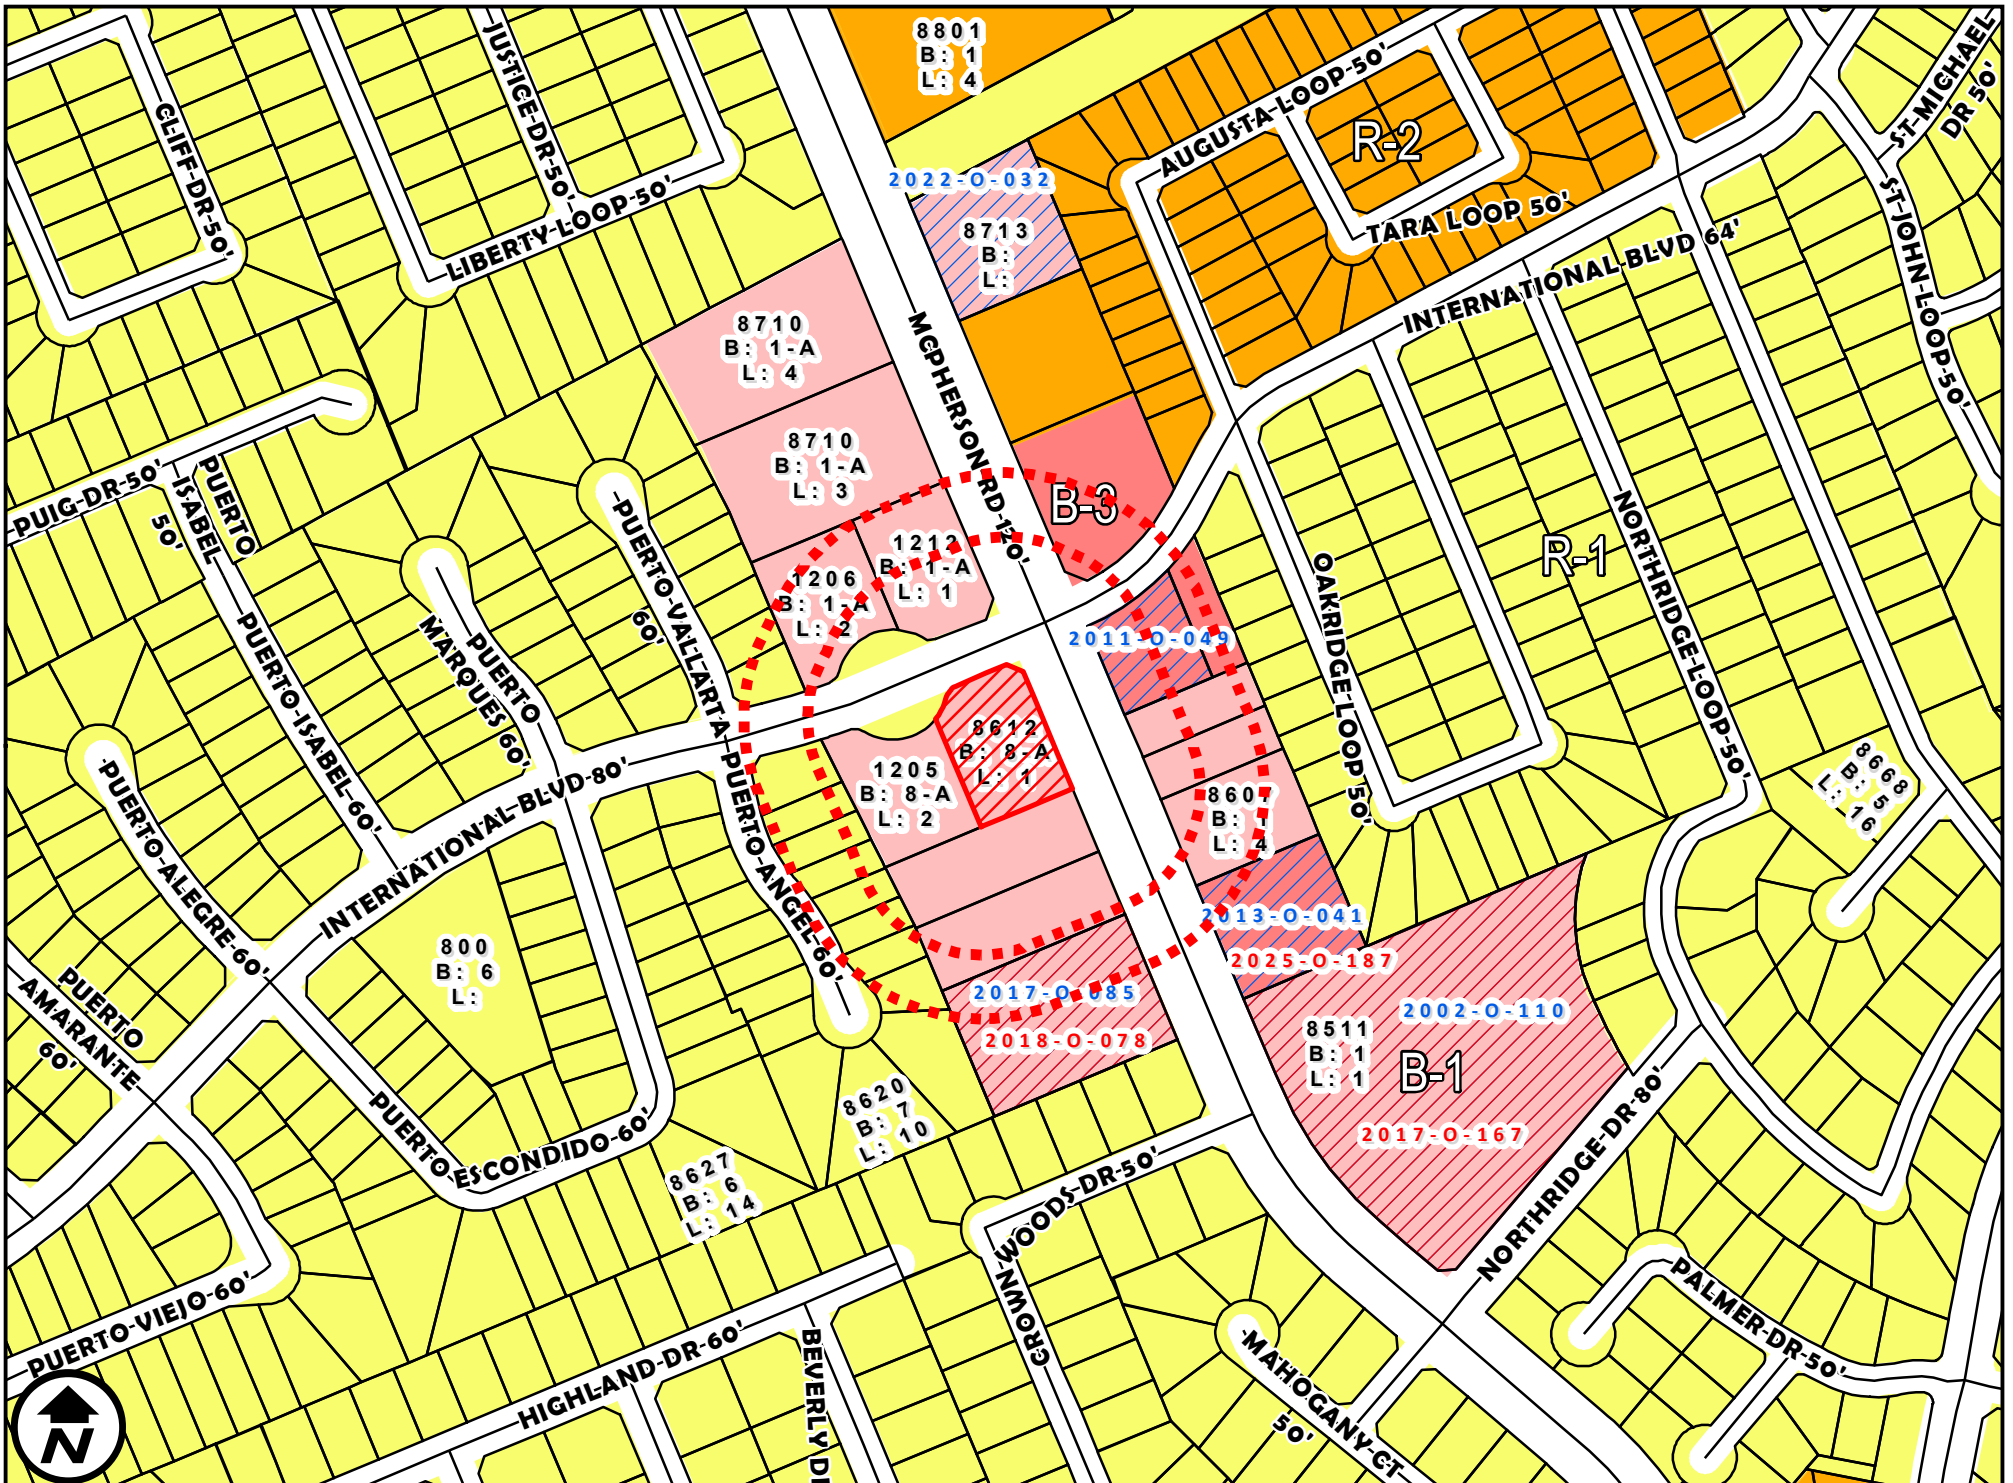 8801
B: 1
L: 4
JUSTICE-DR-50'
CLIFF-DR-50'
ST-MICHAEL-
DR 50'
AUGUSTA-LOOP-50'
R-2
2022-O-032
8713
B:
L:
LIBERTY-LOOP-50'
TARA LOOP 50'
INTERNATIONAL-BLVD 64'
ST-JOHN-LOOP-50'
8710
B: 1-A
L: 4
MCPHERSON-RD-120'
8710
B: 1-A
L: 3
PUIG-DR-50'
PUERTO
ISABEL
50'
B-3
1212
B: 1-A
L: 1
1206
B: 1-A
L: 2
R-1
NORTHRIDGE-LOOP-50'
OAKRIDGE-LOOP 50'
2011-O-049
PUERTO-VALLARTA
60'
PUERTO
MARQUES 60'
PUERTO-ISABEL-60'
PUERTO-ALEGRE-60'
INTERNATIONAL-BLVD-80'
PUERTO-ANGEL-60'
8612
B: 8-A
L: 1
1205
B: 8-A
L: 2
8607
B: 1
L: 4
8668
B: 5
L: 16
2013-O-041
2025-O-187
2017-O-085
2018-O-078
2002-O-110
8511
B: 1
L: 1
B-1
2017-O-167
800
B: 6
L:
PUERTO
AMARANTE
60'
PUERTO
ESCONDIDO-60'
8620
B: 7
L: 10
8627
B: 6
L: 14
WOODS-DR-50'
CROWN
NORTHRIDGE-DR-80'
PALMER-DR-50'
PUERTO-VIEJO-60'
HIGHLAND-DR-60'
BEVERLY
MAHOGANY-CT
50'
N